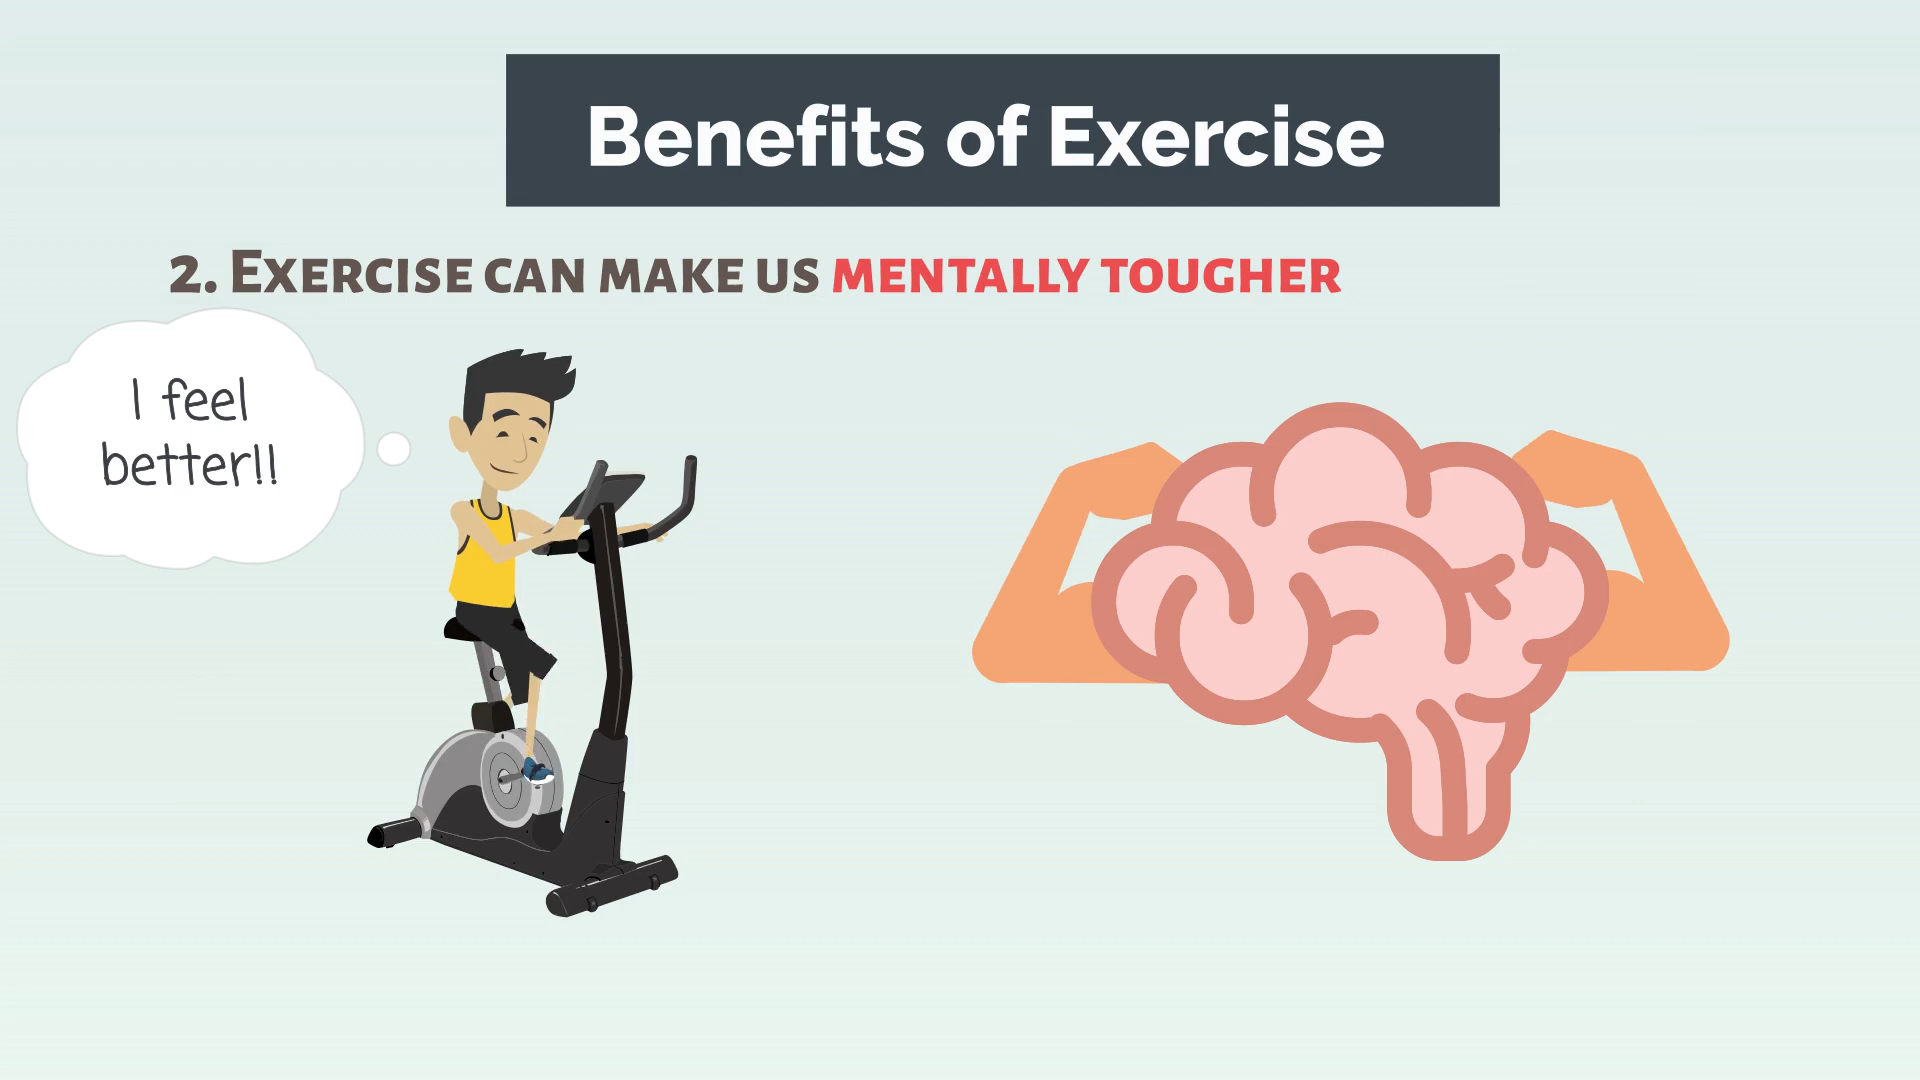 Benefits of Exercise
2. Exercise can make us mentally tougher
I feel
better!!